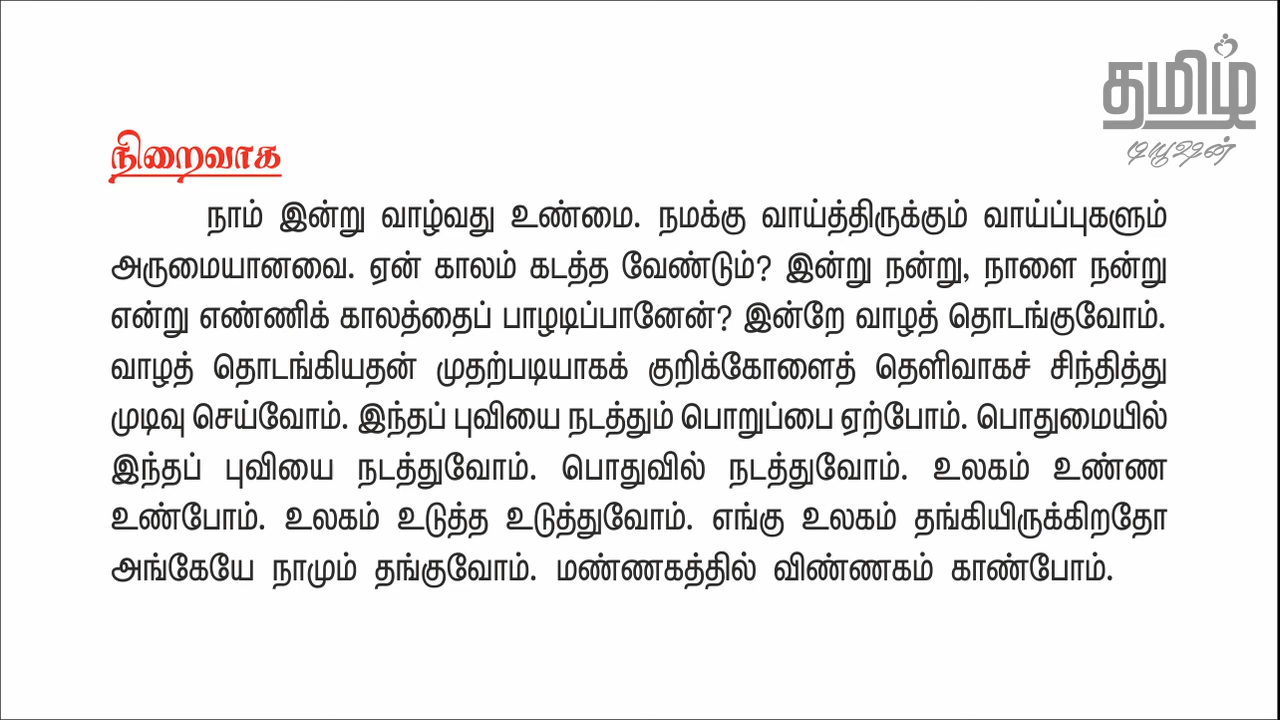 தமிழ்
டியூஷன்
நிறைவாக
நாம் இன்று வாழ்வது உண்மை. நமக்கு வாய்த்திருக்கும் வாய்ப்புகளும்
அருமையானவை. ஏன் காலம் கடத்த வேண்டும்? இன்று நன்று, நாளை நன்று
என்று எண்ணிக் காலத்தைப் பாழடிப்பானேன்? இன்றே வாழத் தொடங்குவோம்.
வாழத் தொடங்கியதன் முதற்படியாகக் குறிக்கோளைத் தெளிவாகச் சிந்தித்து
முடிவு செய்வோம். இந்தப் புவியை நடத்தும் பொறுப்பை ஏற்போம். பொதுமையில்
இந்தப் புவியை நடத்துவோம். பொதுவில் நடத்துவோம். உலகம் உண்ண
உண்போம். உலகம் உடுத்த உடுத்துவோம். எங்கு உலகம் தங்கியிருக்கிறதோ
அங்கேயே நாமும் தங்குவோம். மண்ணகத்தில் விண்ணகம் காண்போம்.